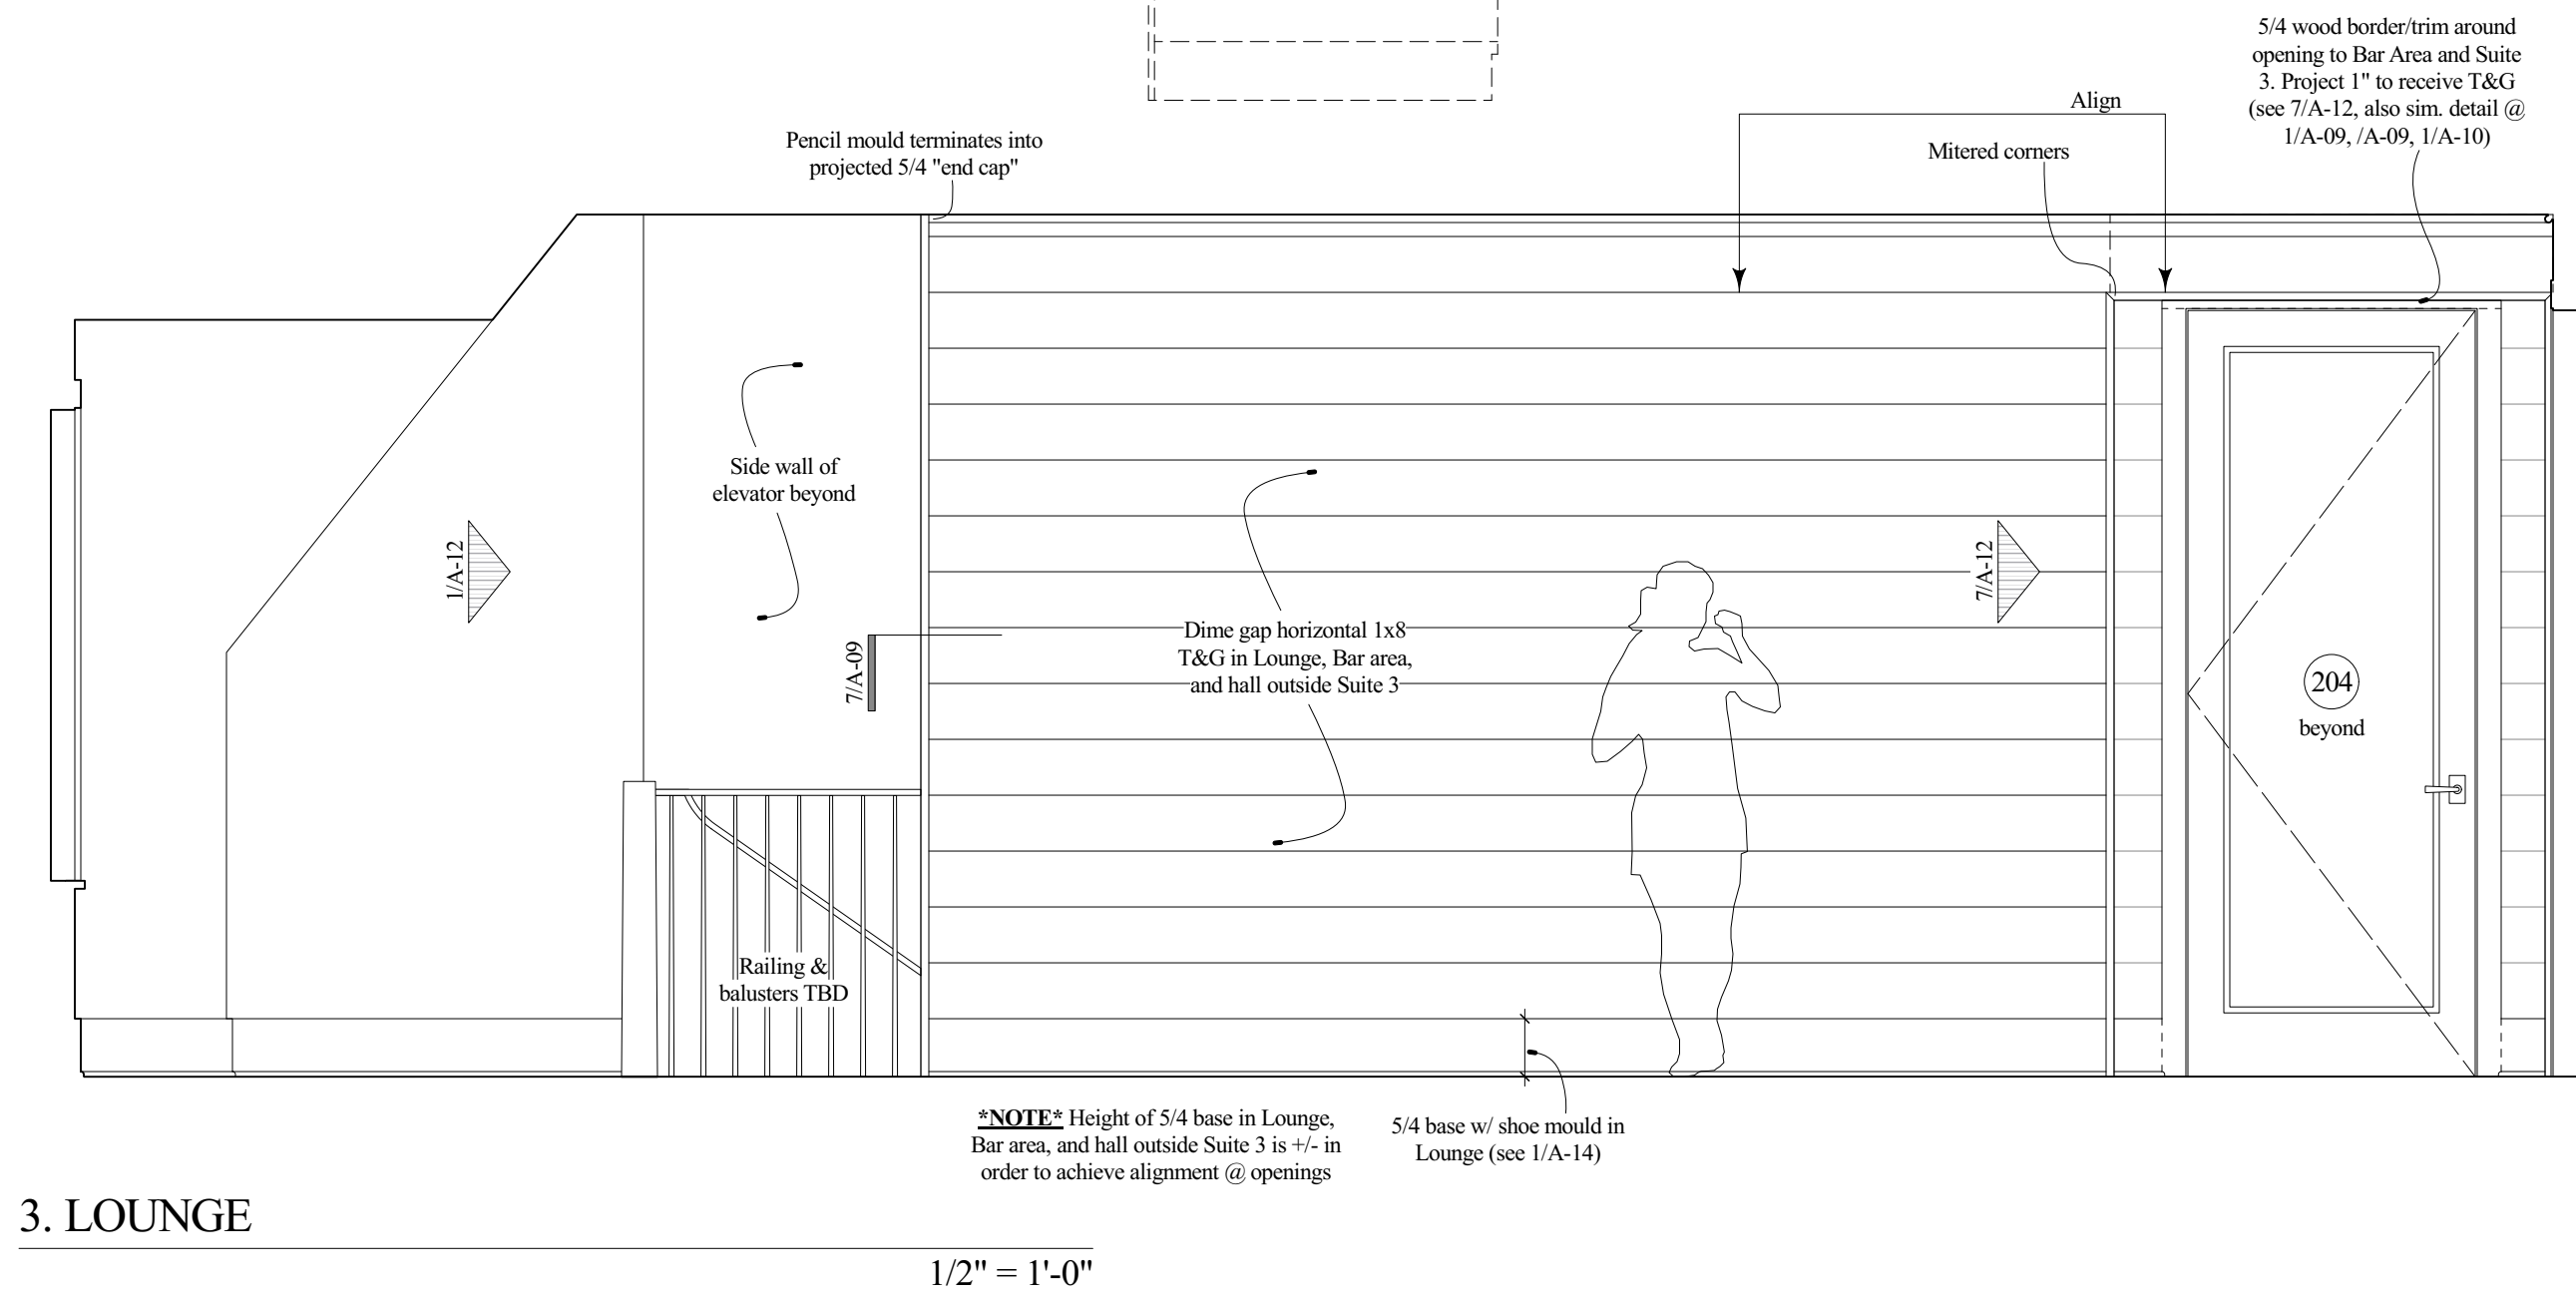 5/4 wood border/trim around
opening to Bar Area and Suite
3. Project 1" to receive T&G
(see 7/A-12, also sim. detail @
1/A-09, /A-09, 1/A-10)
Align
Mitered corners
Pencil mould terminates into
projected 5/4 "end cap"
Side wall of
elevator beyond
1/A-12
7/A-12
7/A-09
Dime gap horizontal 1x8
T&G in Lounge, Bar area,
and hall outside Suite 3
204
beyond
Railing &
balusters TBD
*NOTE* Height of 5/4 base in Lounge,
Bar area, and hall outside Suite 3 is +/- in
order to achieve alignment @ openings
5/4 base w/ shoe mould in
Lounge (see 1/A-14)
3. LOUNGE
1/2" = 1'-0"